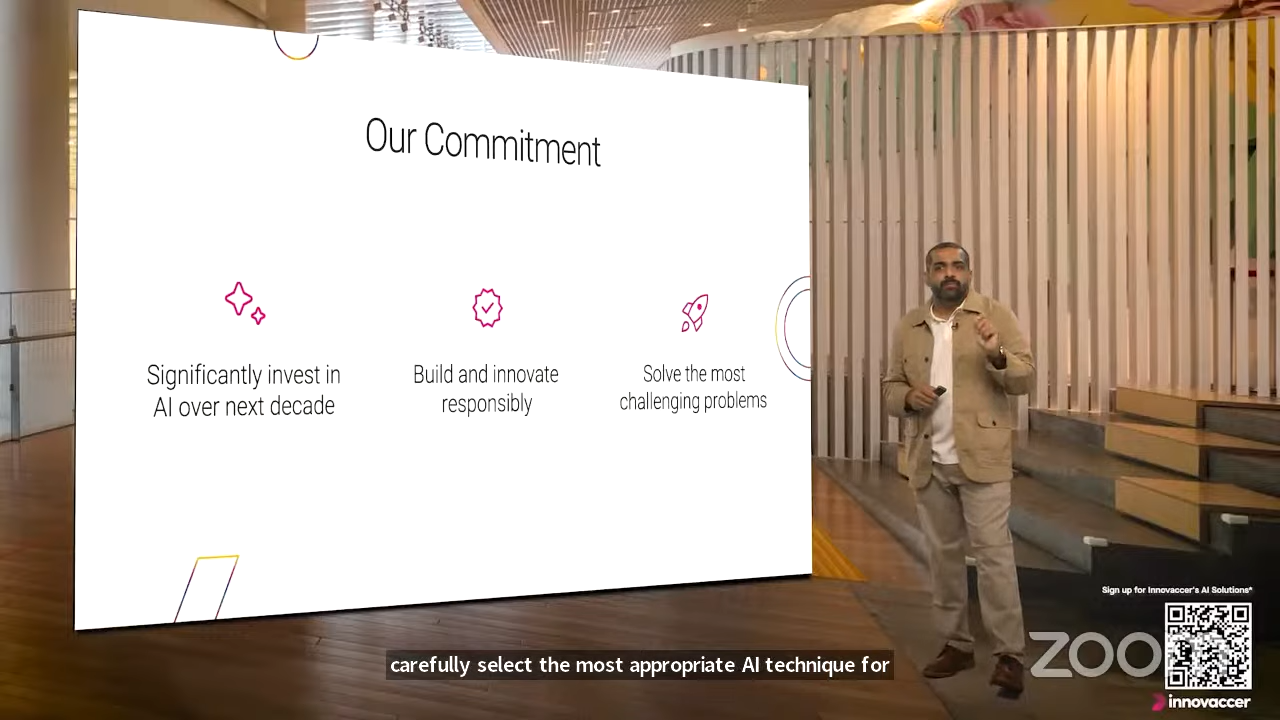 Our Commitment
Significantly invest in
AI over next decade
Build and innovate
responsibly
Solve the most
challenging problems
Sign up for Innovaccer's AI Solutions*
zoom
innovaccer
carefully select the most appropriate AI technique for